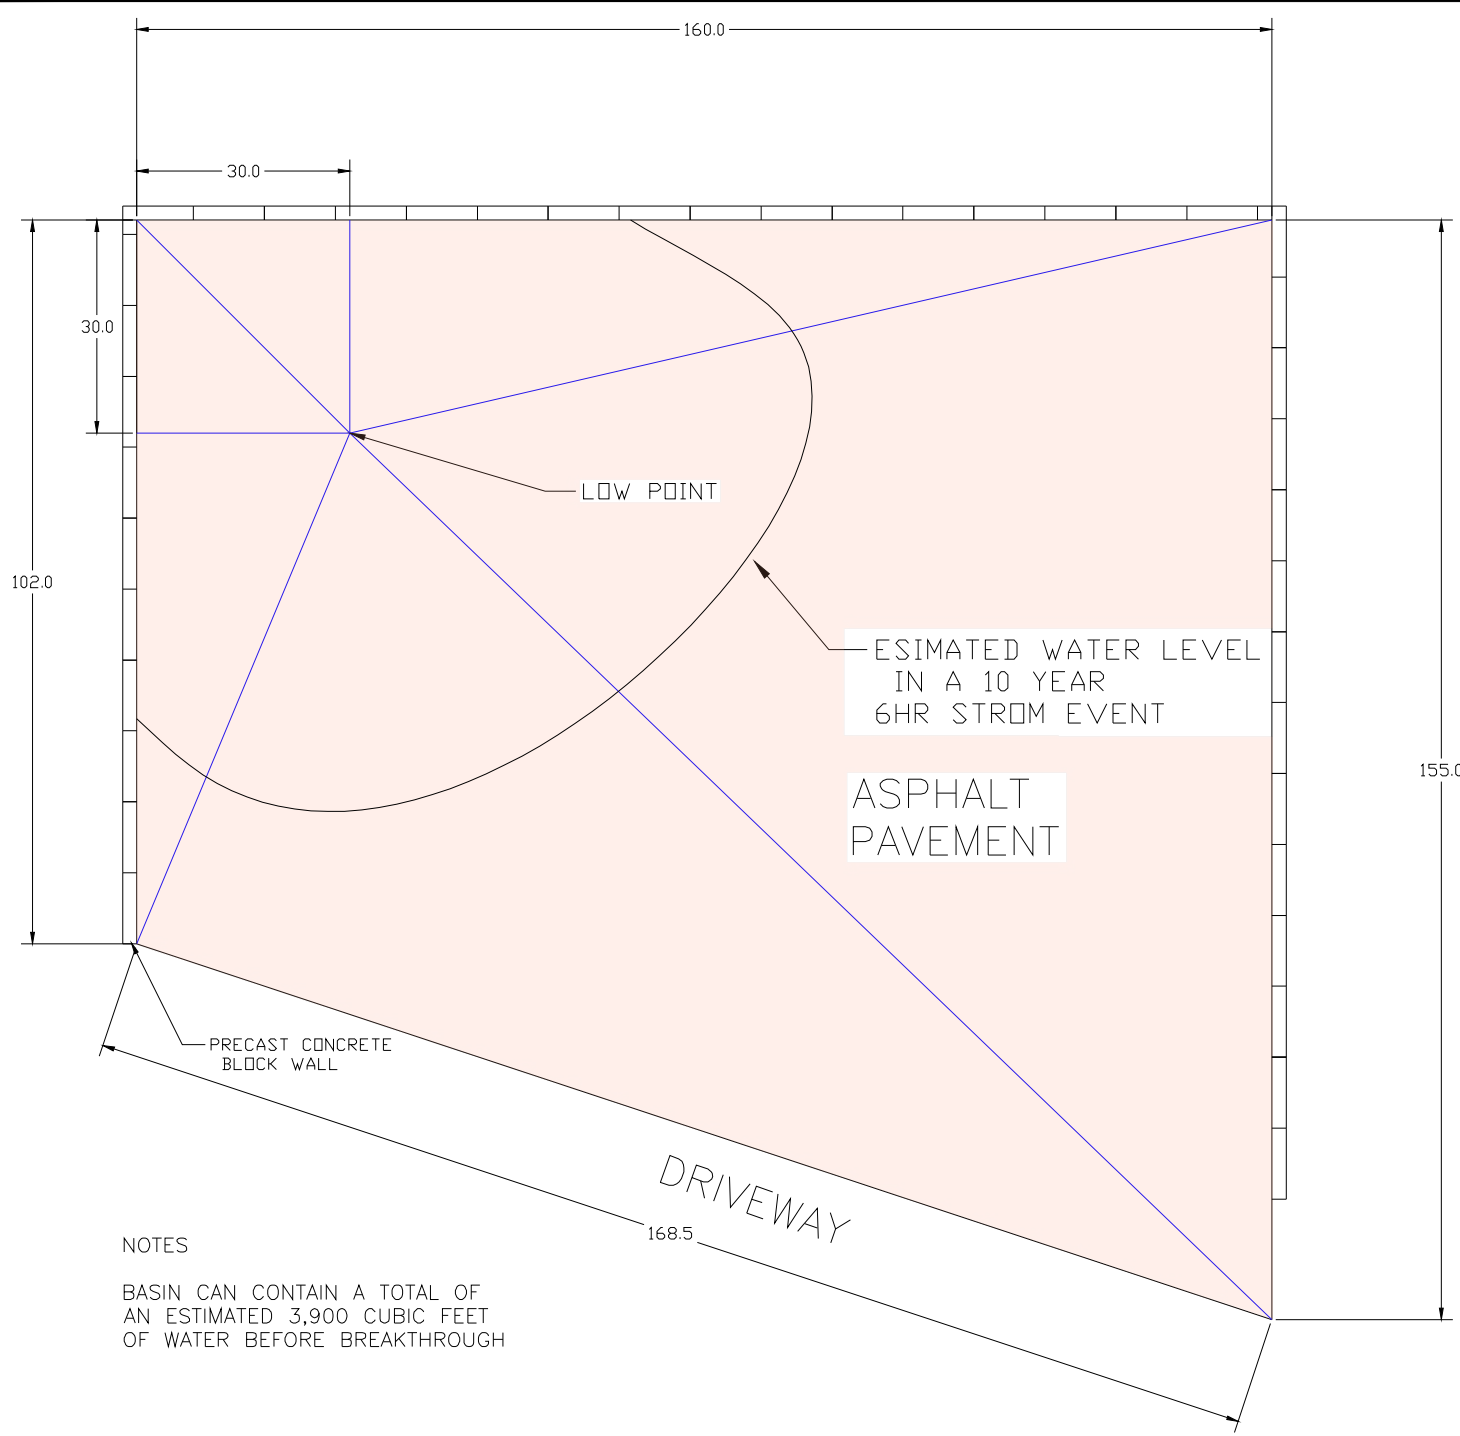 160.0
30.0
30.0
LOW POINT
102.0
ESIMATED WATER LEVEL
IN A 10 YEAR
6HR STROM EVENT
155.0
ASPHALT
PAVEMENT
PRECAST CONCRETE
BLOCK WALL
DRIVEWAY
168.5
NOTES
BASIN CAN CONTAIN A TOTAL OF
AN ESTIMATED 3,900 CUBIC FEET
OF WATER BEFORE BREAKTHROUGH